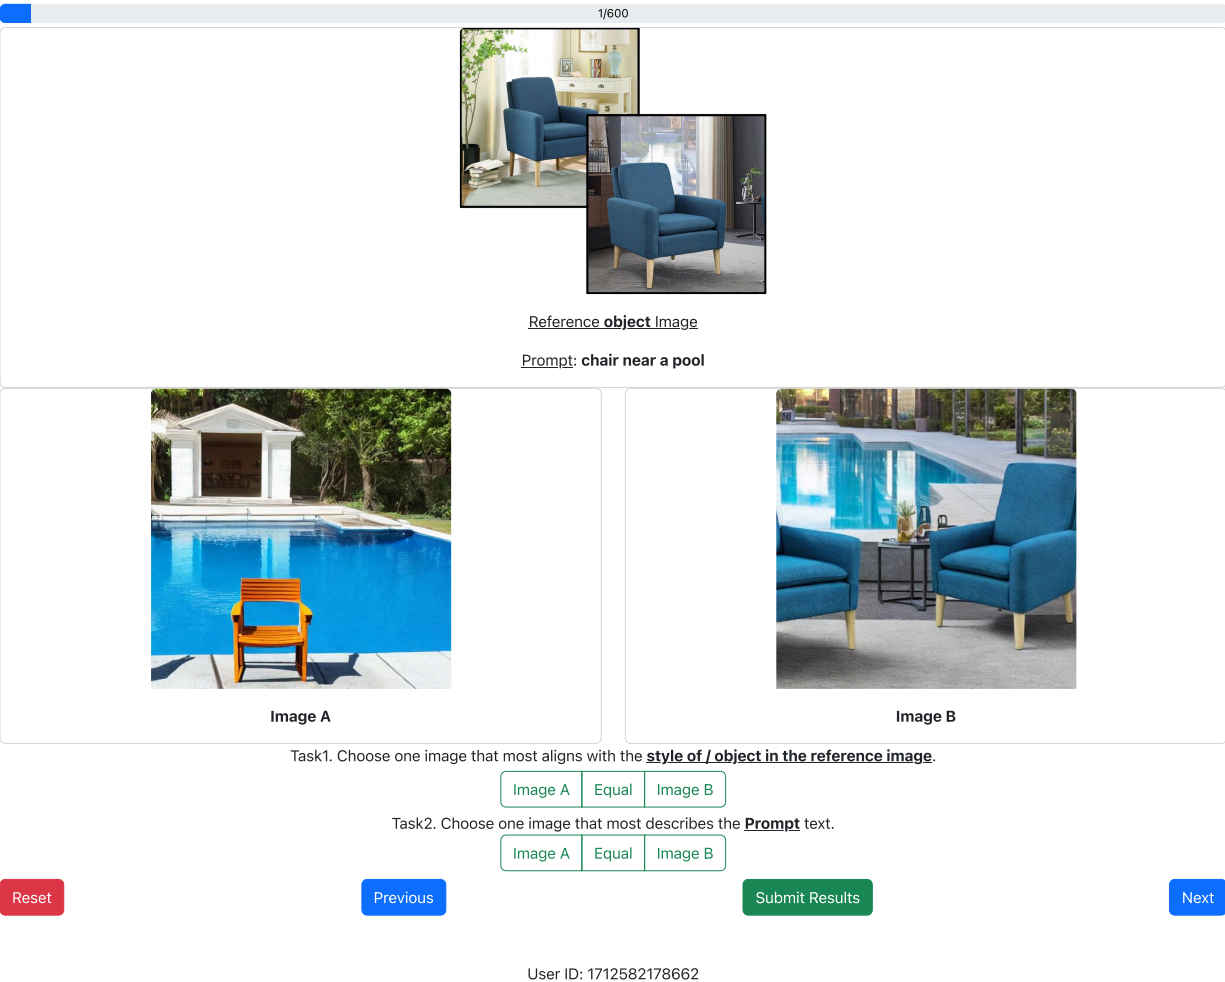 1/600
Reference object Image
Prompt: chair near a pool
Image A
Image B
Task1. Choose one image that most aligns with the style of / object in the reference image.
Image A Equal Image B
Task2. Choose one image that most describes the Prompt text.
Image A Equal Image B
Reset Previous Submit Results Next
User ID: 1712582178662